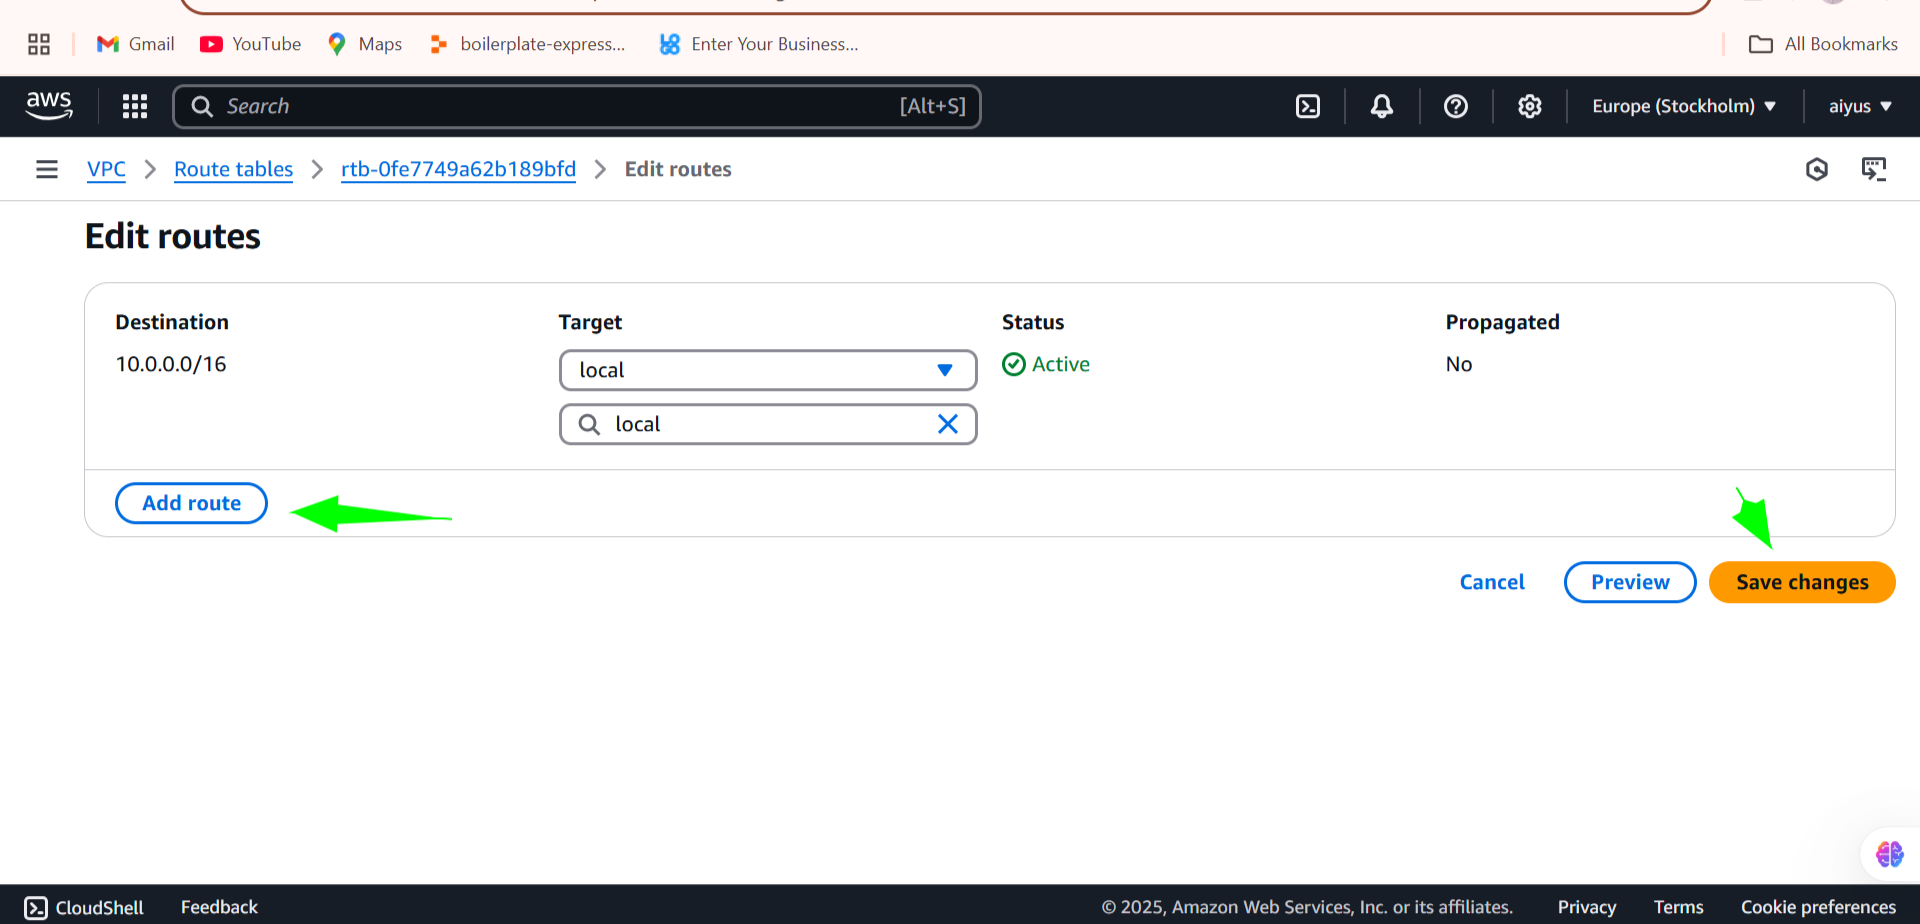 Gmail
YouTube
Maps
boilerplate-express...
Enter Your Business...
All Bookmarks
aws
Search
[Alt+S]
Europe (Stockholm)
aiyus
VPC
Route tables
rtb-0fe7749a62b189bfd
Edit routes
Edit routes
Destination
Target
Status
Propagated
10.0.0.0/16
local
Active
No
local
Add route
Cancel
Preview
Save changes
CloudShell
Feedback
© 2025, Amazon Web Services, Inc. or its affiliates.
Privacy
Terms
Cookie preferences